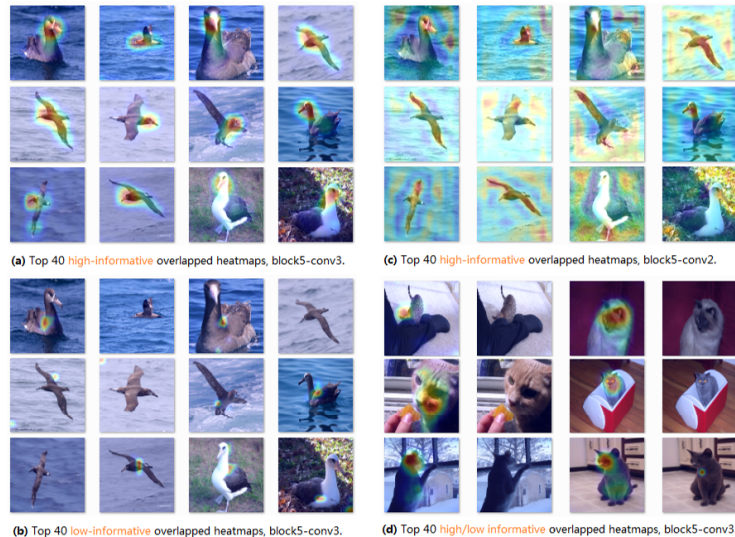 (a) Top 40 high-informative overlapped heatmaps, block5-conv3.
(c) Top 40 high-informative overlapped heatmaps, block5-conv2.
(b) Top 40 low-informative overlapped heatmaps, block5-conv3.
(d) Top 40 high/low informative overlapped heatmaps, block5-conv3